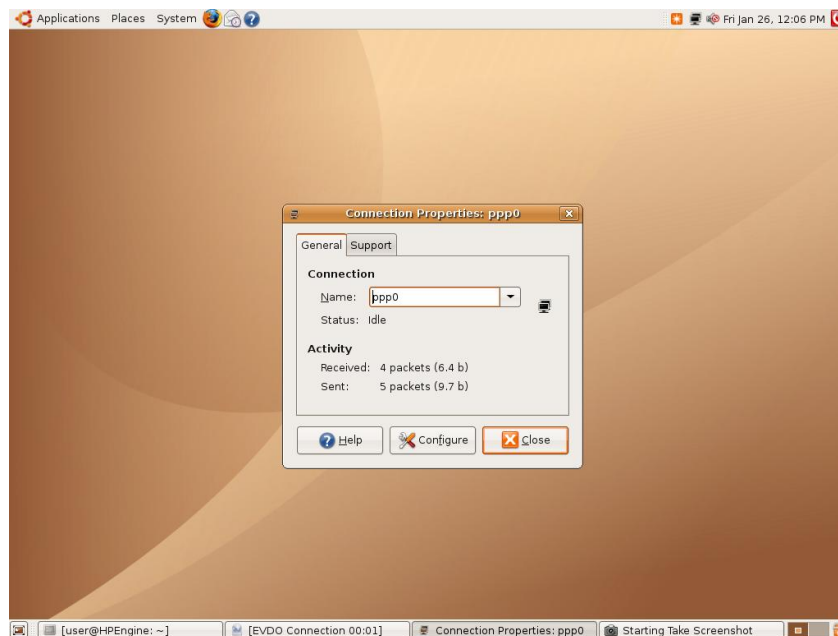 Applications Places System Fri Jan 26, 12:06 PM
Connection Properties: ppp0
General Support
Connection
Name: ppp0
Status: Idle
Activity
Received: 4 packets (6.4 b)
Sent: 5 packets (9.7 b)
Help Configure Close
[user@HPEngine: ~] [EVDO Connection 00:01] Connection Properties: ppp0 Starting Take Screenshot